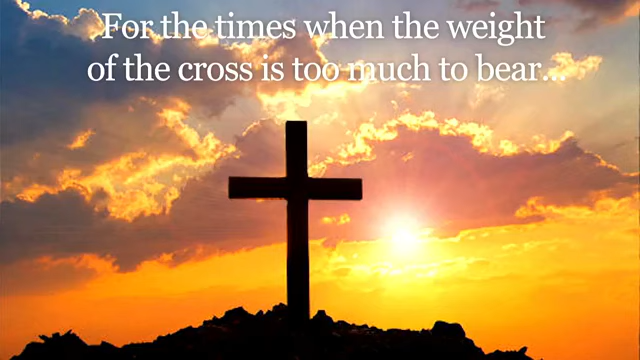 For the times when the weight
of the cross is too much to bear...